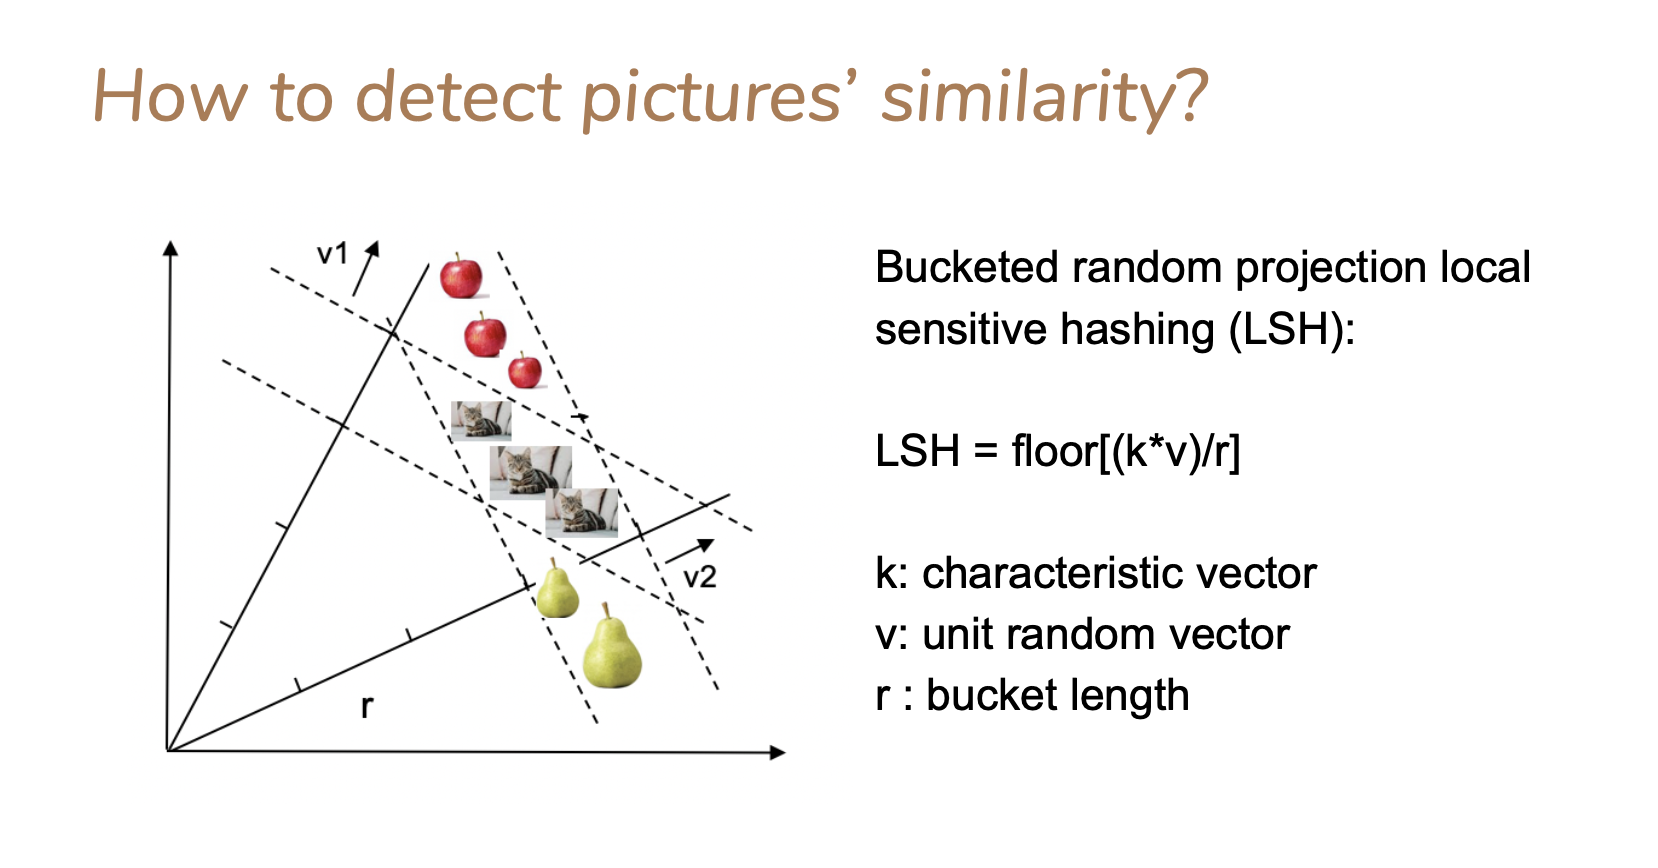 How to detect pictures’ similarity?
v1
v2
r
Bucketed random projection local
sensitive hashing (LSH):
LSH = floor[(k*v)/r]
k: characteristic vector
v: unit random vector
r : bucket length